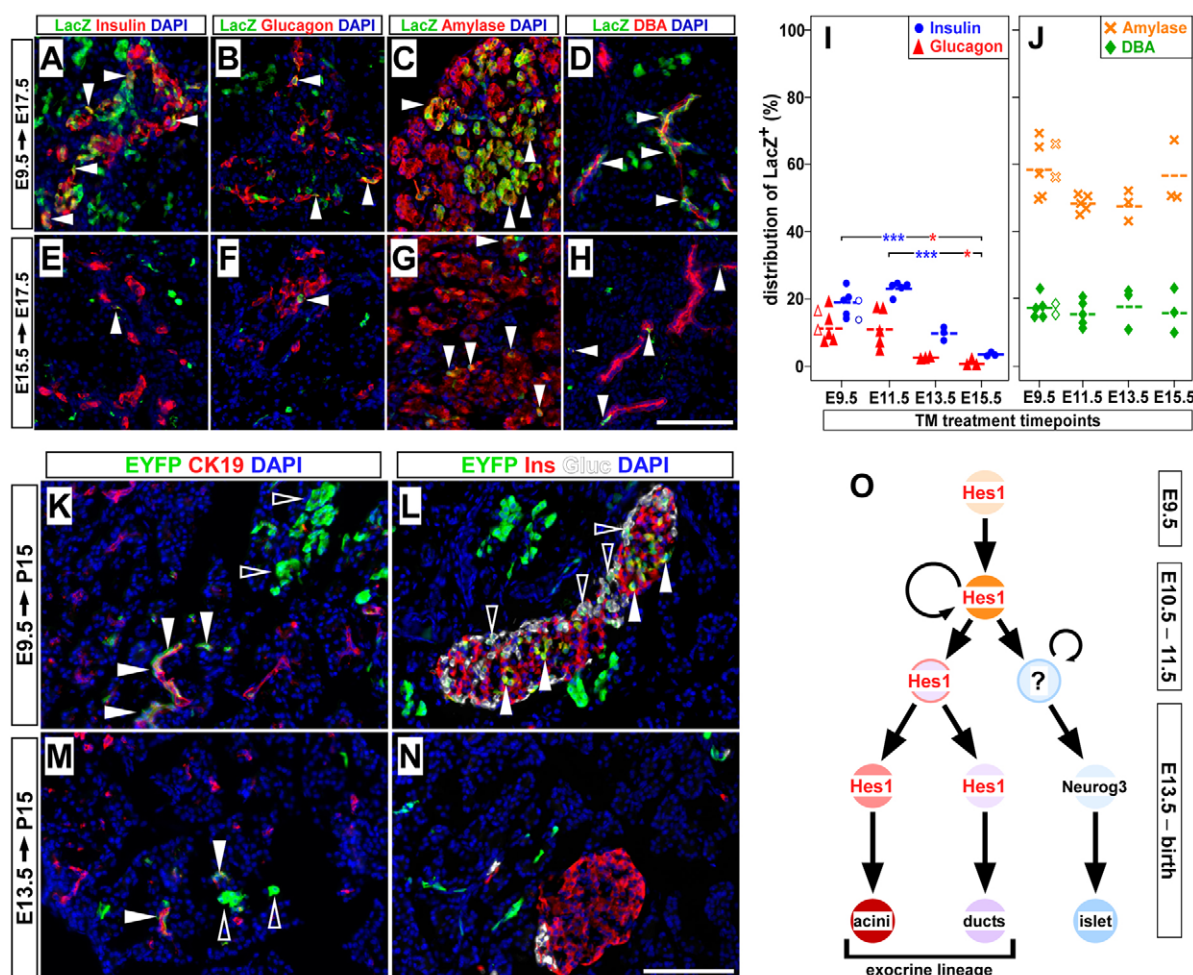 LacZ Insulin DAPI
LacZ Glucagon DAPI
LacZ Amylase DAPI
LacZ DBA DAPI
E9.5 → E17.5
A
B
C
D
E15.5 → E17.5
E
F
G
H
distribution of LacZ+ (%)
I
Insulin
Glucagon
J
Amylase
DBA
100
80
60
40
20
0
*** *
*** *
E9.5 E11.5 E13.5 E15.5
E9.5 E11.5 E13.5 E15.5
TM treatment timepoints
EYFP CK19 DAPI
EYFP Ins Gluc DAPI
E9.5 → P15
K
L
E13.5 → P15
M
N
O
Hes1
E9.5
Hes1
E10.5 – 11.5
Hes1
?
Hes1
Hes1
Neurog3
E13.5 – birth
acini
ducts
islet
exocrine lineage